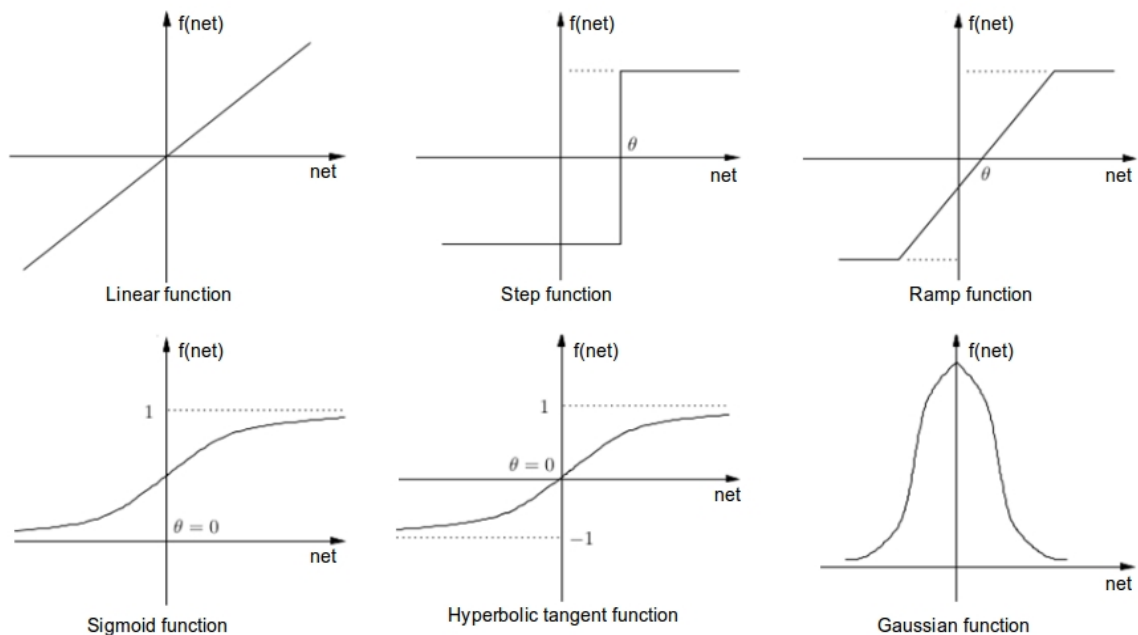 f(net)
net
Linear function
f(net)
θ
net
Step function
f(net)
θ
net
Ramp function
f(net)
1
θ = 0
net
Sigmoid function
f(net)
1
θ = 0
net
−1
Hyperbolic tangent function
f(net)
net
Gaussian function